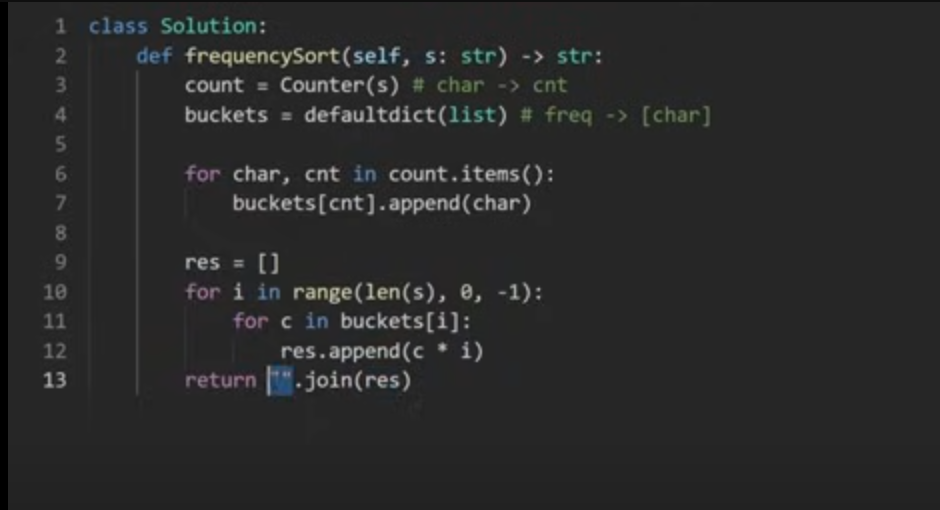 1 class Solution:
2     def frequencySort(self, s: str) -> str:
3         count = Counter(s) # char -> cnt
4         buckets = defaultdict(list) # freq -> [char]
5
6         for char, cnt in count.items():
7             buckets[cnt].append(char)
8
9         res = []
10         for i in range(len(s), 0, -1):
11             for c in buckets[i]:
12                 res.append(c * i)
13         return "".join(res)